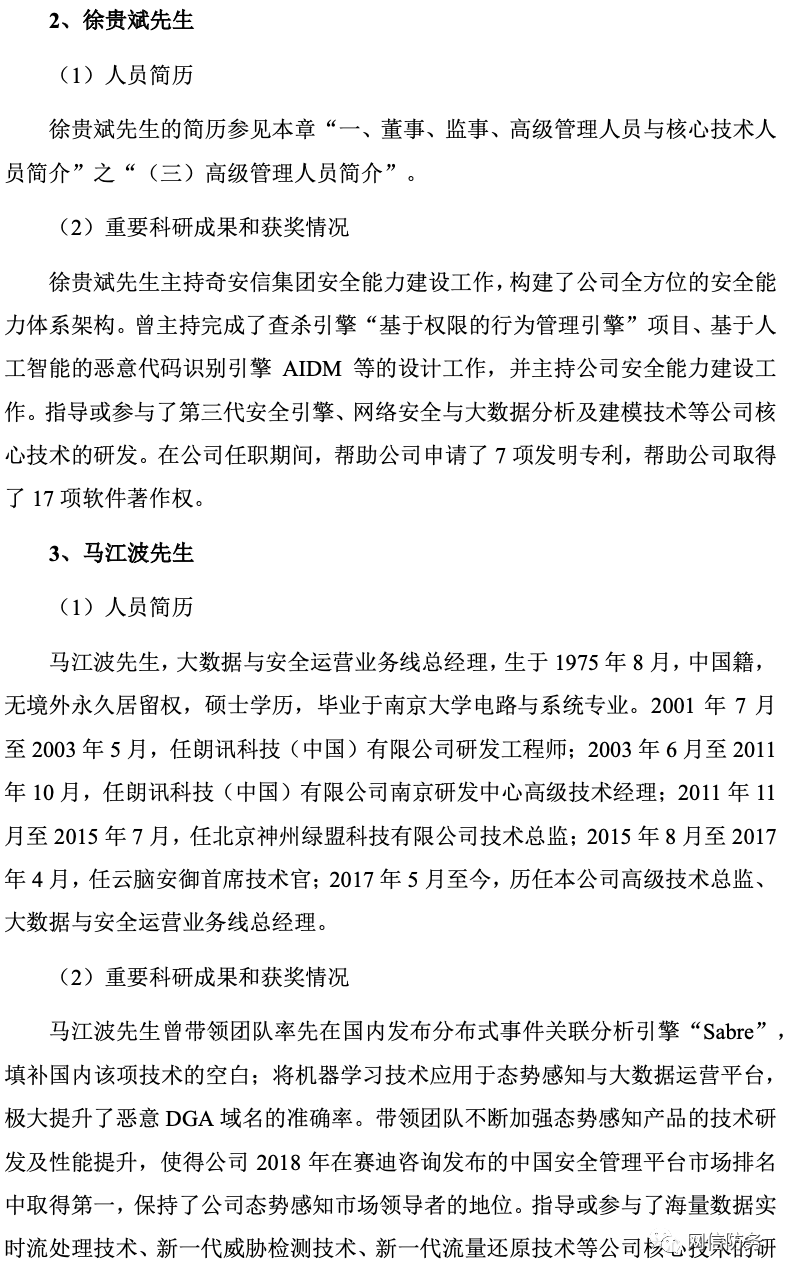 2、徐贵斌先生
（1）人员简历
徐贵斌先生的简历参见本章“一、董事、监事、高级管理人员与核心技术人
员简介”之“（三）高级管理人员简介”。
（2）重要科研成果和获奖情况
徐贵斌先生主持奇安信集团安全能力建设工作，构建了公司全方位的安全能
力体系架构。曾主持完成了查杀引擎“基于权限的行为管理引擎”项目、基于人
工智能的恶意代码识别引擎 AIDM 等的设计工作，并主持公司安全能力建设工
作。指导或参与了第三代安全引擎、网络安全与大数据分析及建模技术等公司核
心技术的研发。在公司任职期间，帮助公司申请了 7 项发明专利，帮助公司取得
了 17 项软件著作权。
3、马江波先生
（1）人员简历
马江波先生，大数据与安全运营业务线总经理，生于 1975 年 8 月，中国籍，
无境外永久居留权，硕士学历，毕业于南京大学电路与系统专业。2001 年 7 月
至 2003 年 5 月，任朗讯科技（中国）有限公司研发工程师；2003 年 6 月至 2011
年 10 月，任朗讯科技（中国）有限公司南京研发中心高级技术经理；2011 年 11
月至 2015 年 7 月，任北京神州绿盟科技有限公司技术总监；2015 年 8 月至 2017
年 4 月，任云脑安御首席技术官；2017 年 5 月至今，历任本公司高级技术总监、
大数据与安全运营业务线总经理。
（2）重要科研成果和获奖情况
马江波先生曾带领团队率先在国内发布分布式事件关联分析引擎“Sabre”，
填补国内该项技术的空白；将机器学习技术应用于态势感知与大数据运营平台，
极大提升了恶意 DGA 域名的准确率。带领团队不断加强态势感知产品的技术研
发及性能提升，使得公司 2018 年在赛迪咨询发布的中国安全管理平台市场排名
中取得第一，保持了公司态势感知市场领导者的地位。指导或参与了海量数据实
时流处理技术、新一代威胁检测技术、新一代流量还原技术等公司核心技术的研
网信防务